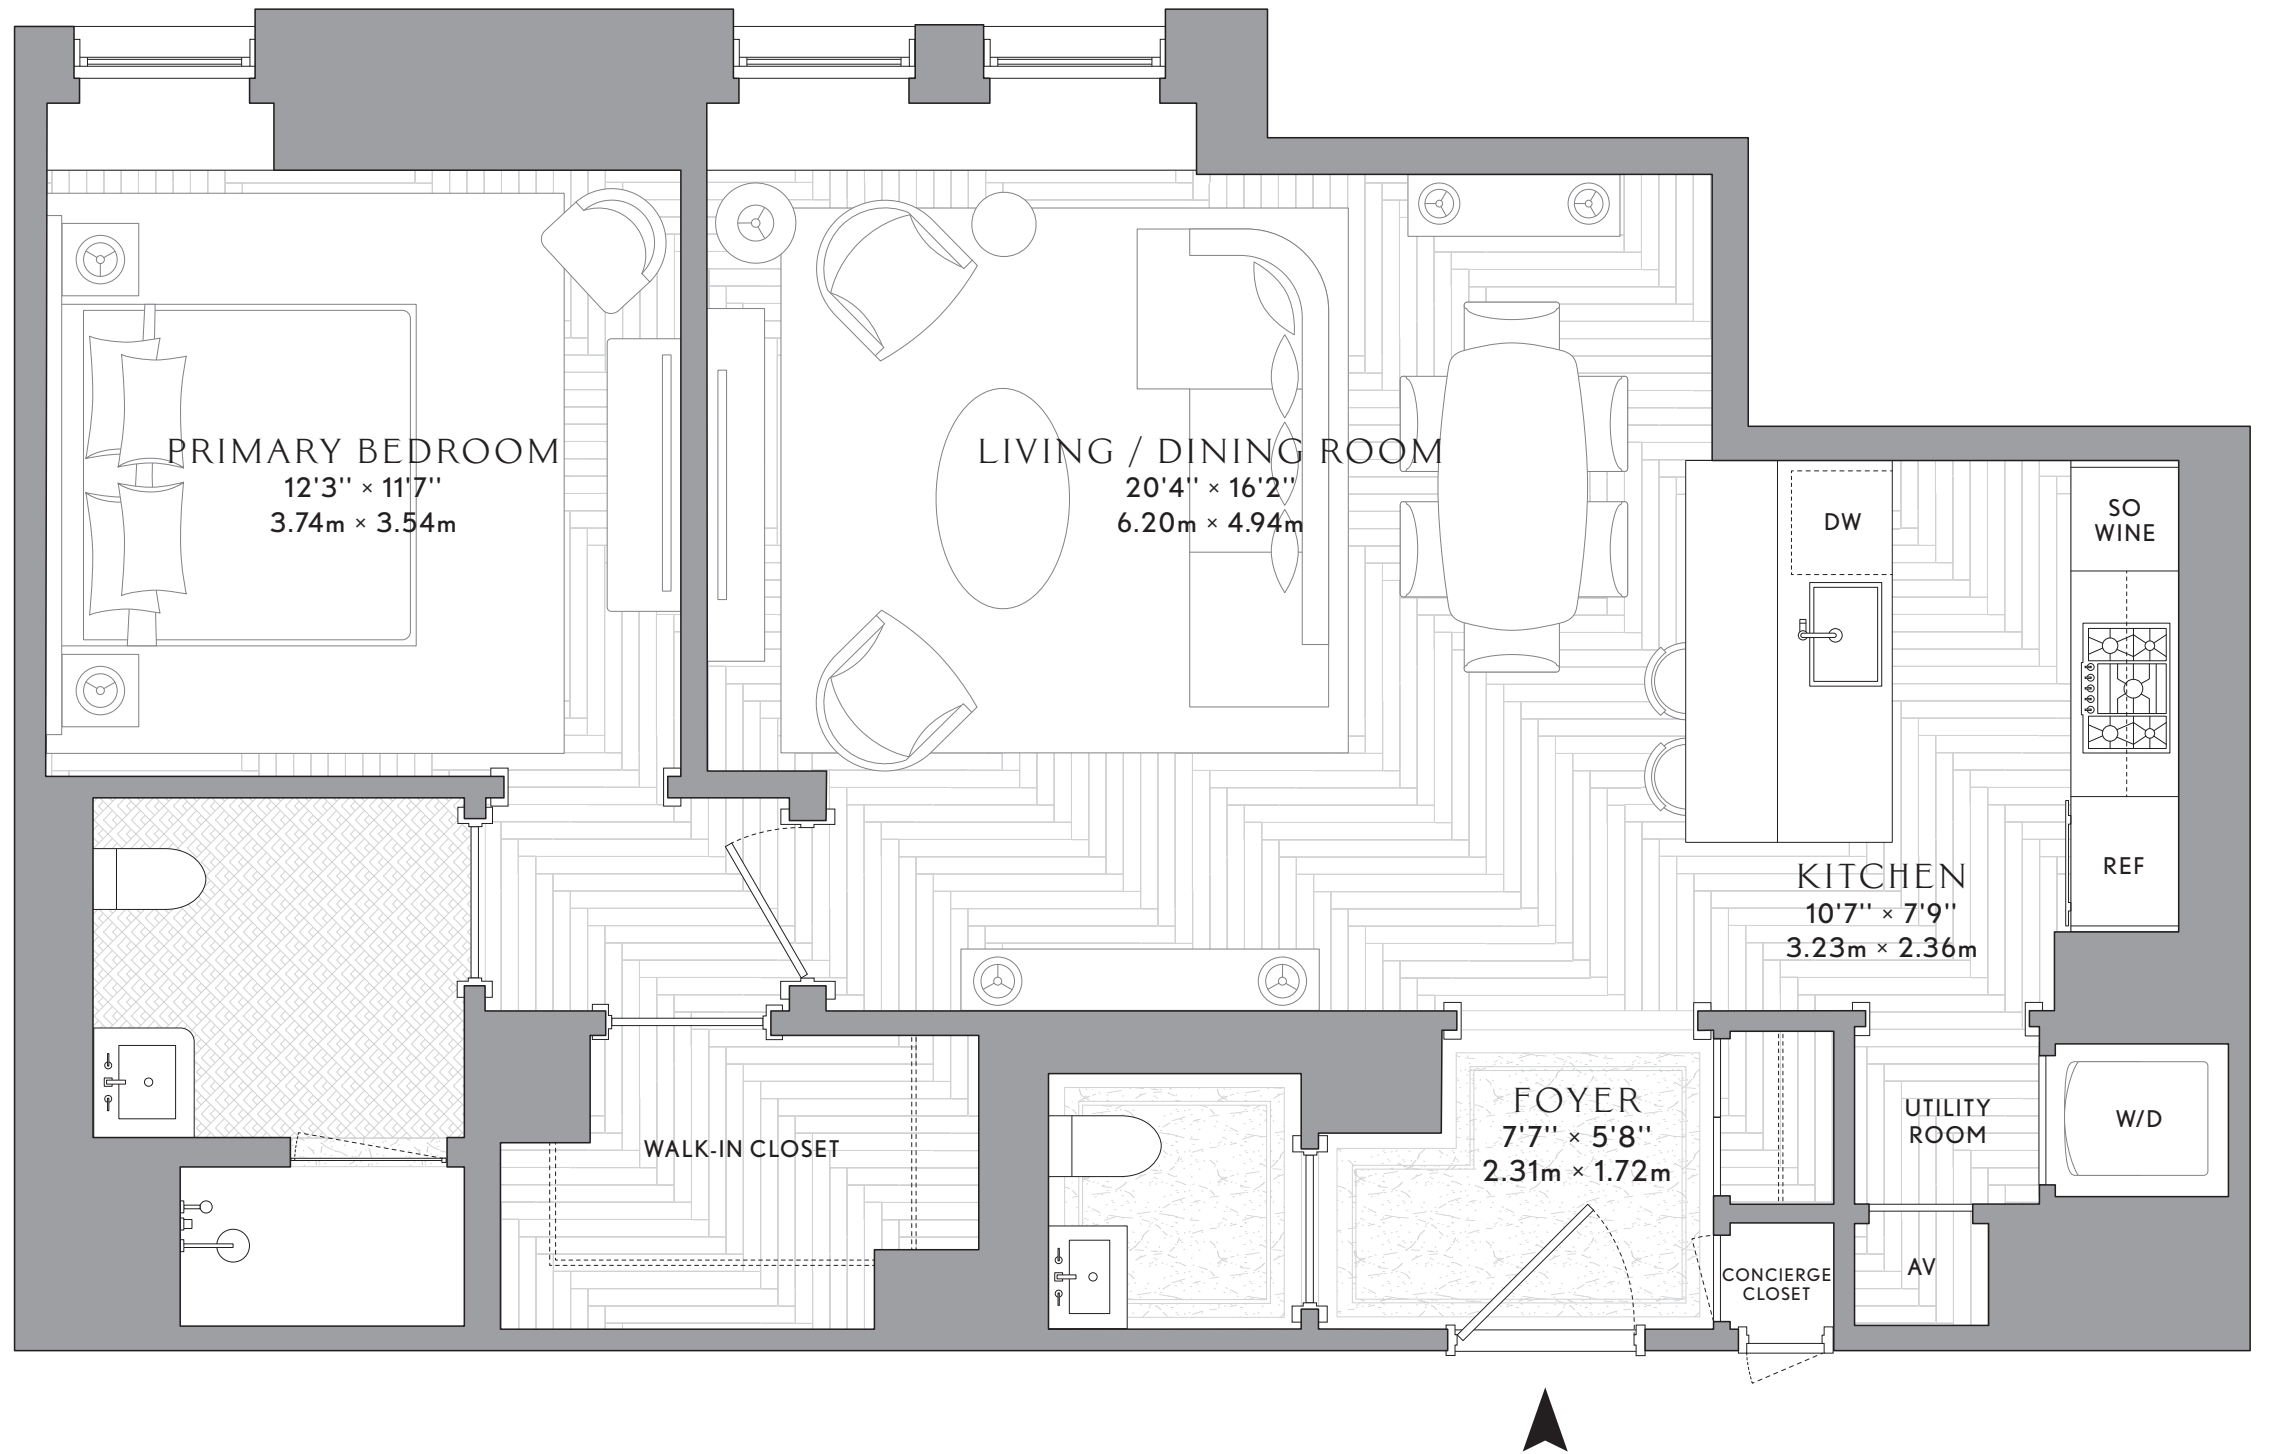 PRIMARY BEDROOM
12'3'' × 11'7''
3.74m × 3.54m
LIVING / DINING ROOM
20'4'' × 16'2''
6.20m × 4.94m
DW
SO
WINE
REF
KITCHEN
10'7'' × 7'9''
3.23m × 2.36m
WALK-IN CLOSET
FOYER
7'7'' × 5'8''
2.31m × 1.72m
UTILITY
ROOM
W/D
AV
CONCIERGE
CLOSET